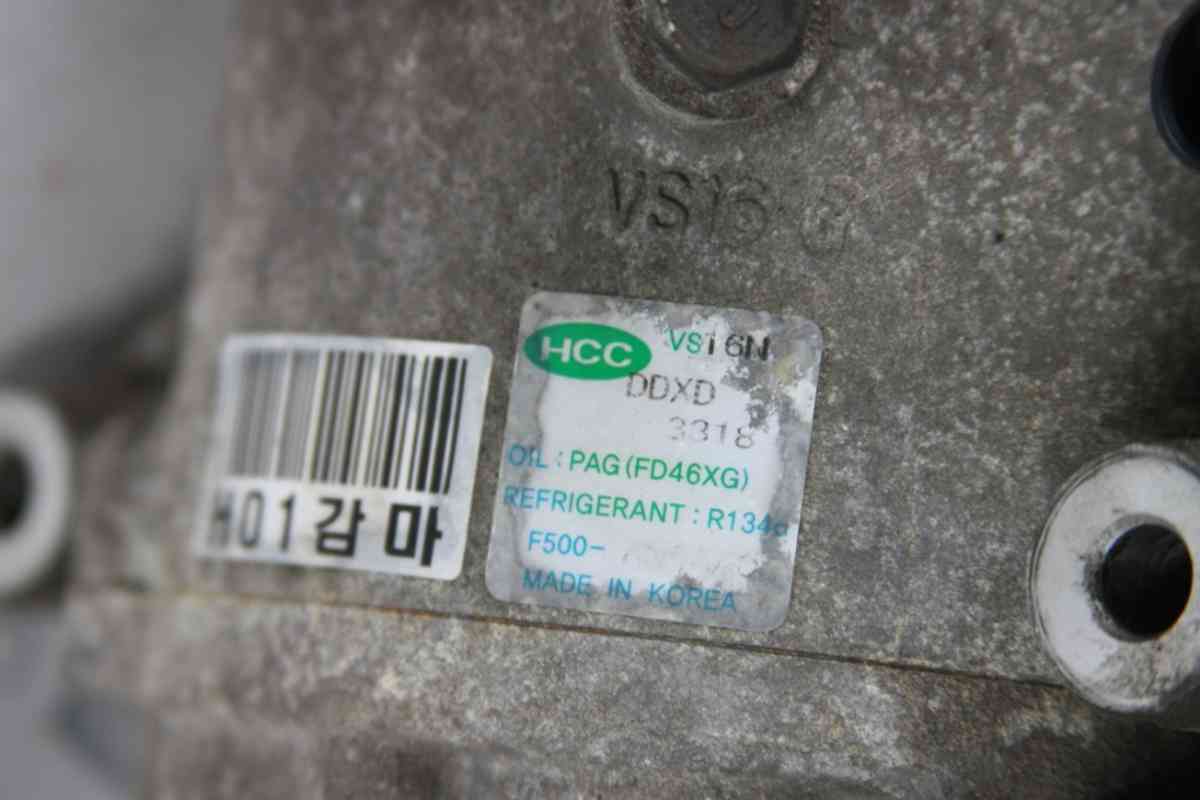 VS16 G
HCC VS16N
DDXD
3318
OIL : PAG (FD46XG)
REFRIGERANT : R134a
F500-
MADE IN KOREA
H01감마